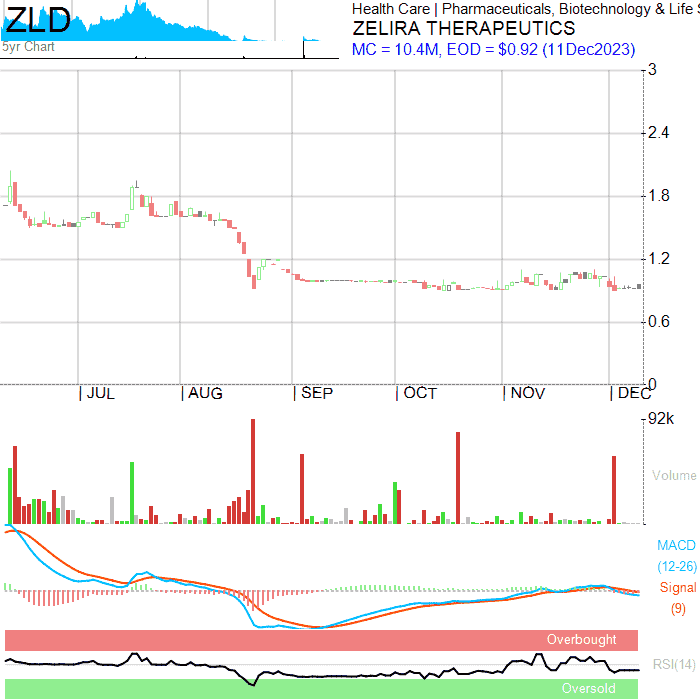 ZLD
5yr Chart
Health Care | Pharmaceuticals, Biotechnology & Life S
ZELIRA THERAPEUTICS
MC = 10.4M, EOD = $0.92 (11Dec2023)
3
2.4
1.8
1.2
0.6
0
| JUL | AUG | SEP | OCT | NOV | DEC
92k
Volume
MACD
(12-26)
Signal
(9)
Overbought
RSI(14)
Oversold